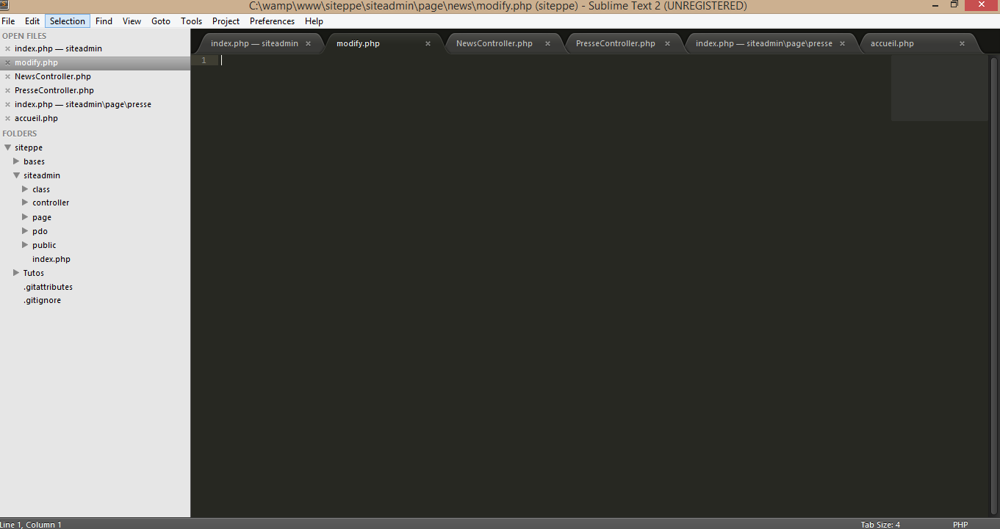 C:\wamp\www\siteppe\siteadmin\page\news\modify.php (siteppe) - Sublime Text 2 (UNREGISTERED)
File Edit Selection Find View Goto Tools Project Preferences Help
OPEN FILES
index.php — siteadmin
modify.php
NewsController.php
PresseController.php
index.php — siteadmin\page\presse
accueil.php
FOLDERS
siteppe
bases
siteadmin
class
controller
page
pdo
public
index.php
Tutos
.gitattributes
.gitignore
index.php — siteadmin modify.php NewsController.php PresseController.php index.php — siteadmin\page\presse accueil.php
1
Line 1, Column 1 Tab Size: 4 PHP